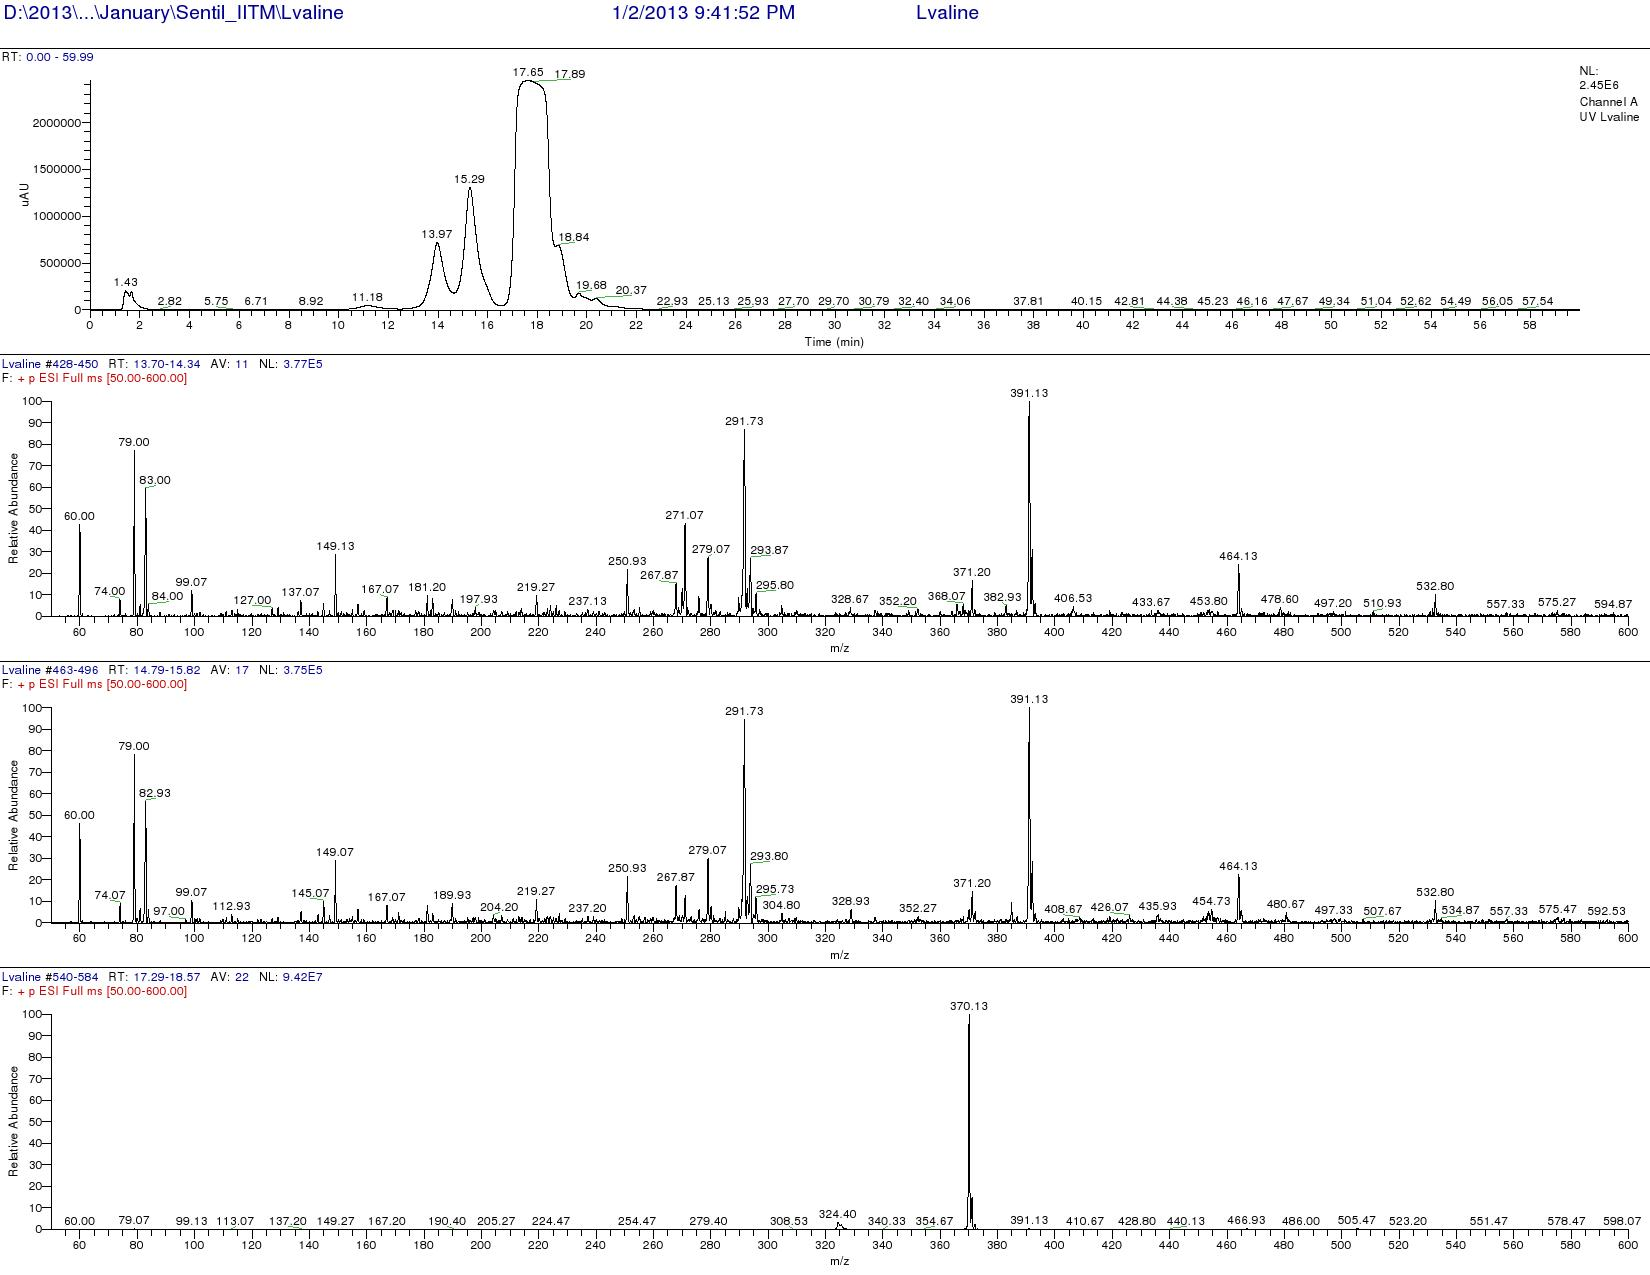 D:\2013\...\January\Sentil_IITM\Lvaline 1/2/2013 9:41:52 PM Lvaline
RT: 0.00 - 59.99
NL:
2.45E6
Channel A
UV Lvaline
17.65 17.89
2000000
1500000
15.29
uAU
1000000
13.97
18.84
500000
1.43 19.68 20.37
11.18
2.82 5.75 6.71 8.92 22.93 25.13 25.93 27.70 29.70 30.79 32.40 34.06 37.81 40.15 42.81 44.38 45.23 46.16 47.67 49.34 51.04 52.62 54.49 56.05 57.54
0
0 2 4 6 8 10 12 14 16 18 20 22 24 26 28 30 32 34 36 38 40 42 44 46 48 50 52 54 56 58
Time (min)
Lvaline #428-450 RT: 13.70-14.34 AV: 11 NL: 3.77E5
F: + p ESI Full ms [50.00-600.00]
391.13
100
90
291.73
79.00
80
70
83.00
60
60.00
50
271.07
40
149.13 279.07 293.87
30
250.93 464.13
267.87
20
371.20
74.00 99.07 137.07 167.07 181.20 219.27 295.80 532.80
10
84.00 127.00 197.93 237.13 328.67 352.20 368.07 382.93 406.53 433.67 453.80 478.60 497.20 510.93 557.33 575.27 594.87
0
Relative Abundance
60 80 100 120 140 160 180 200 220 240 260 280 300 320 340 360 380 400 420 440 460 480 500 520 540 560 580 600
m/z
Lvaline #463-496 RT: 14.79-15.82 AV: 17 NL: 3.75E5
F: + p ESI Full ms [50.00-600.00]
391.13
100
291.73
90
79.00
80
70
82.93
60
60.00
50
40
149.07 279.07 293.80
30
250.93 267.87 464.13
20
371.20
74.07 99.07 145.07 167.07 189.93 219.27 295.73 532.80
10
97.00 112.93 204.20 237.20 304.80 328.93 352.27 408.67 426.07 435.93 454.73 480.67 497.33 507.67 534.87 557.33 575.47 592.53
0
Relative Abundance
60 80 100 120 140 160 180 200 220 240 260 280 300 320 340 360 380 400 420 440 460 480 500 520 540 560 580 600
m/z
Lvaline #540-584 RT: 17.29-18.57 AV: 22 NL: 9.42E7
F: + p ESI Full ms [50.00-600.00]
370.13
100
90
80
70
60
50
40
30
20
10
324.40
60.00 79.07 99.13 113.07 137.20 149.27 167.20 190.40 205.27 224.47 254.47 279.40 308.53 340.33 354.67 391.13 410.67 428.80 440.13 466.93 486.00 505.47 523.20 551.47 578.47 598.07
0
Relative Abundance
60 80 100 120 140 160 180 200 220 240 260 280 300 320 340 360 380 400 420 440 460 480 500 520 540 560 580 600
m/z